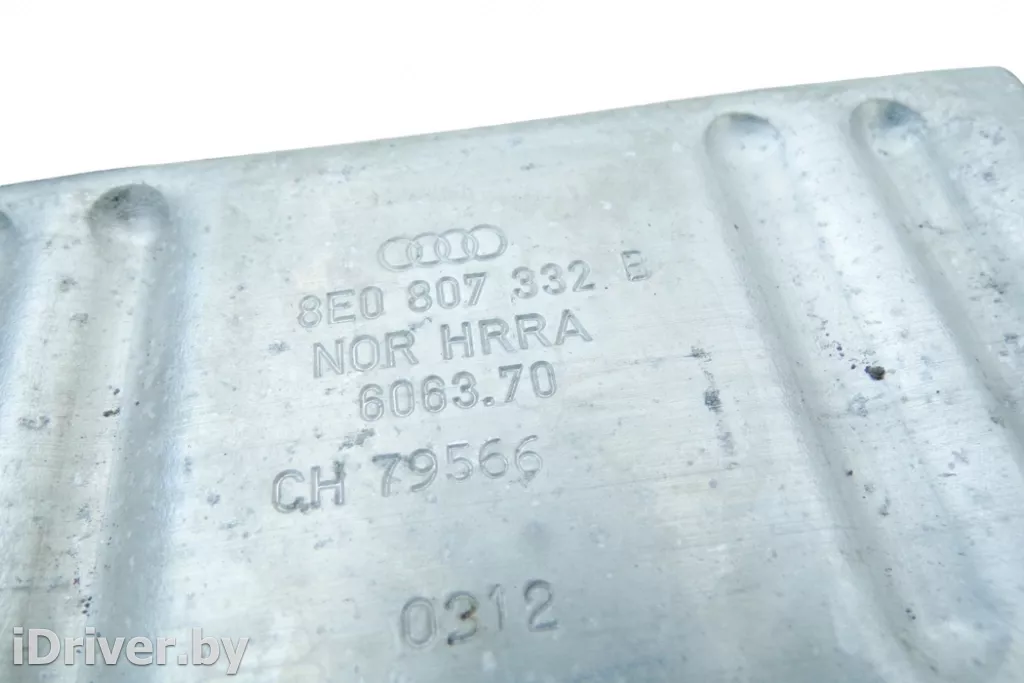 8E0 807 332 B
NOR HRRA
6063.70
CH 79566
0312
iDriver.by